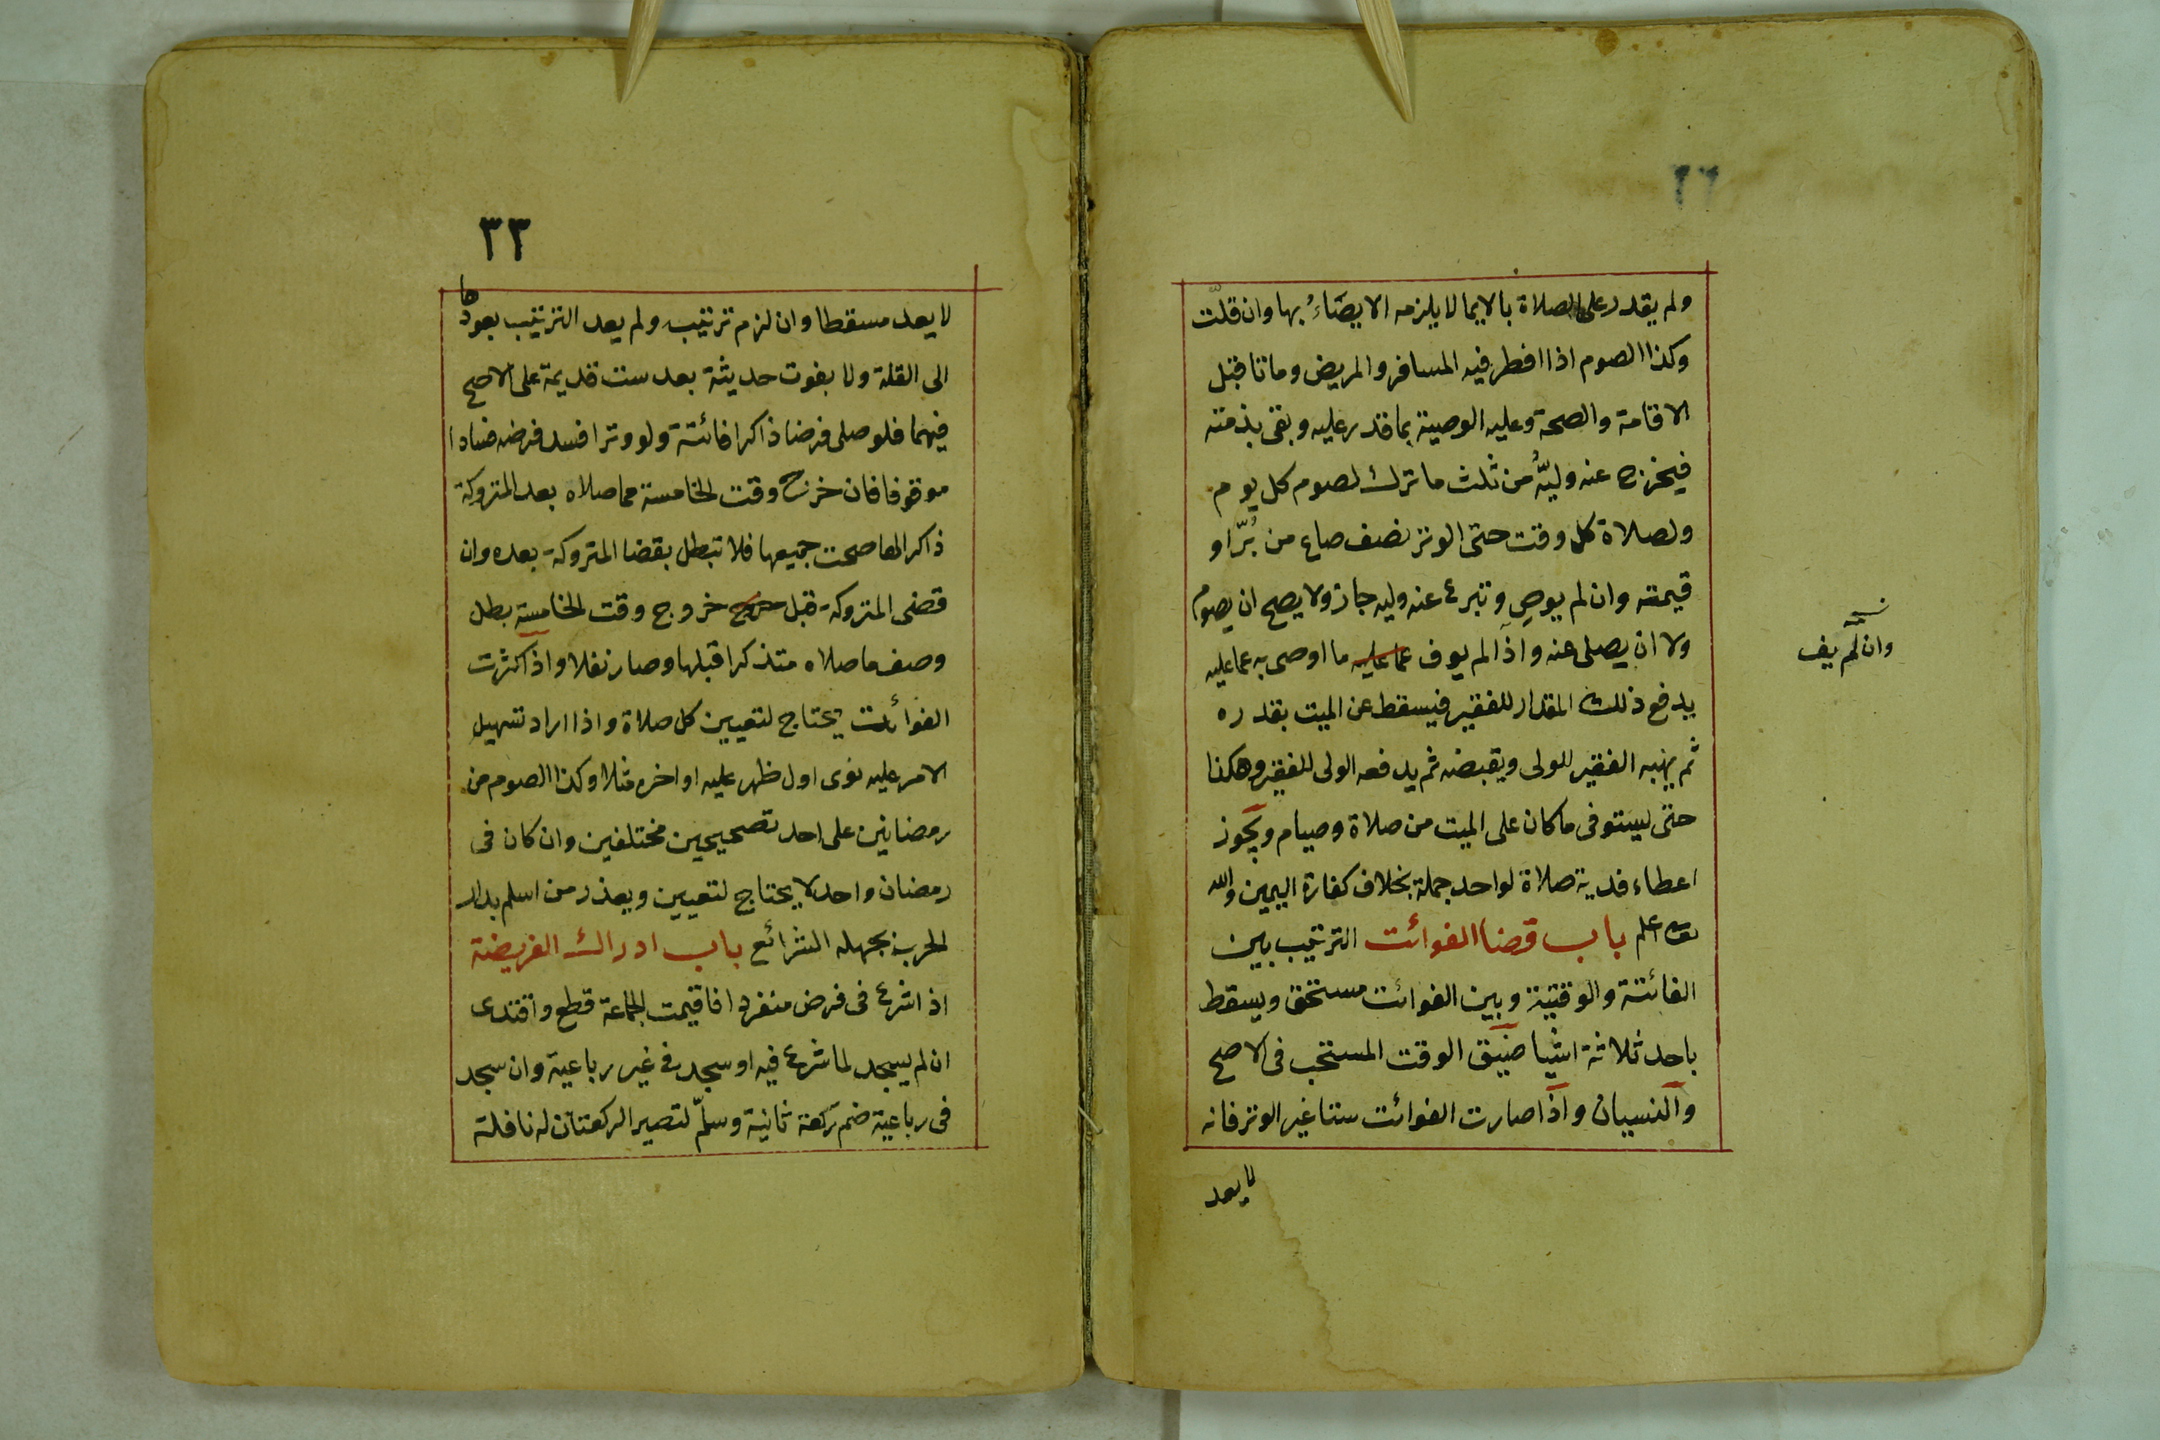 ولم يقدر على الصلاة بالايما لا يلزمه الايصاءُ بها وان قلّت
وكذا الصوم اذا افطر فيه المسافر والمريض وماتا قبل
الاقامة والصحة وعليه الوصية بما قدر عليه وبقى بذمته
فيخرج عنه وليّهُ من ثلث ما ترك لصوم كل يوم
ولصلاة كل وقت حتى الوتر نصف صاع من بُرّ او
قيمته وان لم يوصِ وتبرع عنه وليه جاز ولا يصح ان يصوم
ولا ان يصلى عنه واذا لم يوف عما عليه ما اوصى به عما عليه
وان لم يف
يدفع ذلك المقدار للفقير فيسقط عن الميت بقدره
ثم يهبه الفقير للولى ويقبضه ثم يدفعه الولى للفقير وهكذا
حتى يستوفى ما كان على الميت من صلاة وصيام ويجوز
اعطاء فدية صلاة لواحد جملة بخلاف كفارة اليمين والله
اعلم باب قضا الفوائت الترتيب بين
الفائتة والوقتية وبين الفوائت مستحق ويسقط
باحد ثلاثة اشيا ضيق الوقت المستحب فى الاصح
والنسيان واذا صارت الفوائت ستا غير الوتر فانه
لا يعد
٣٣
لا يعد مسقطا وان لزم ترتيبه ولم يعد الترتيب بعودها
الى القلة ولا بفوت حديثة بعد ست قديمة على الاصح
فيهما فلو صلى فرضا ذاكرا فائتة ولو وترا فسد فرضه فسادا
موقوفا فان خرج وقت الخامسة مما صلاه بعد المتروكة
ذاكرا لها صحت جميعها فلا تبطل بقضا المتروكة بعده وان
قضى المتروكة قبل خروج وقت الخامسة بطل
وصف ما صلاه متذكرا قبلها وصار نفلا واذا كثرت
الفوائت يحتاج لتعيين كل صلاة واذا اراد تسهيل
الامر عليه نوى اول ظهر عليه او اخره مثلا وكذا الصوم من
رمضانين على احد تصحيحين مختلفين وان كان فى
رمضان واحد لا يحتاج لتعيين ويعذر من اسلم بدار
الحرب بجهله الشرائع باب ادراك الفريضة
اذا شرع فى فرض منفردا فاقيمت الجماعة قطع واقتدى
ان لم يسجد لما شرع فيه او سجد فى غير رباعية وان سجد
فى رباعية ضم ركعة ثانية وسلّم لتصير الركعتان له نافلة